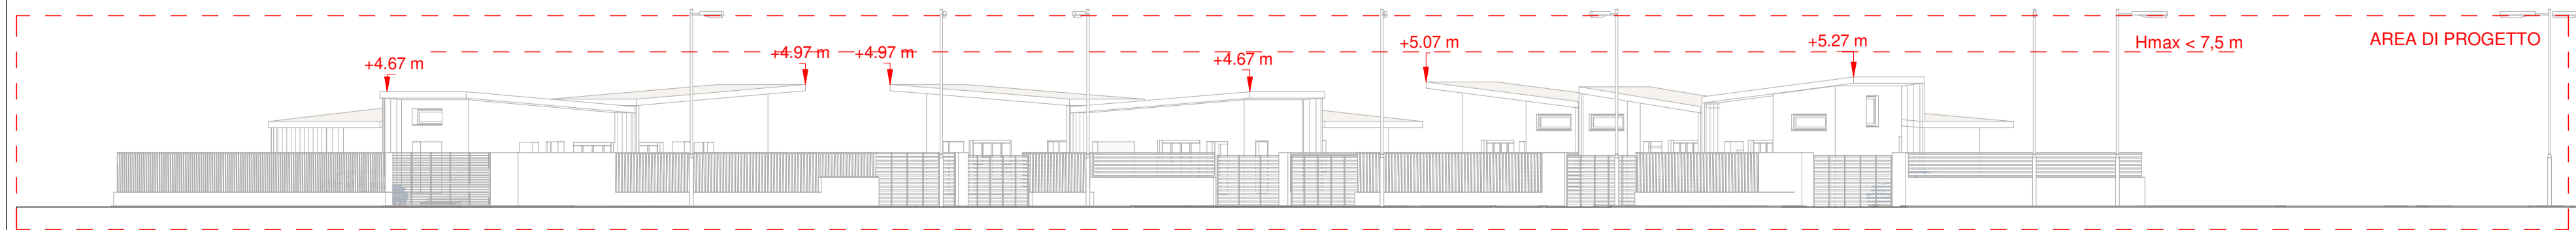 +4.67 m
+4.97 m
+4.97 m
+4.67 m
+5.07 m
+5.27 m
Hmax < 7,5 m
AREA DI PROGETTO